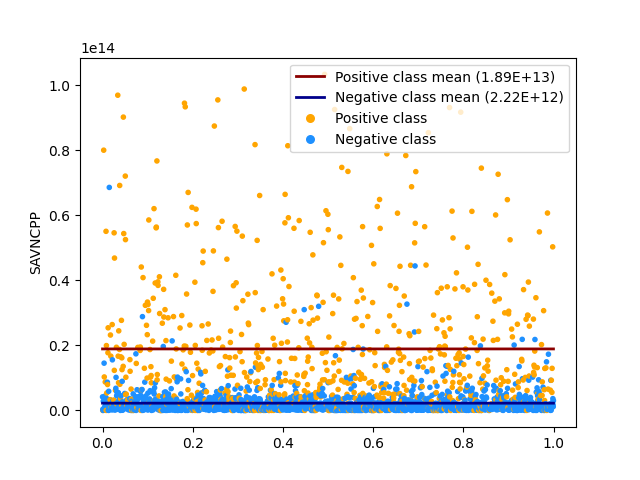 1e14
Positive class mean (1.89E+13)
Negative class mean (2.22E+12)
Positive class
Negative class
SAVNCPP
1.0
0.8
0.6
0.4
0.2
0.0
0.0 0.2 0.4 0.6 0.8 1.0